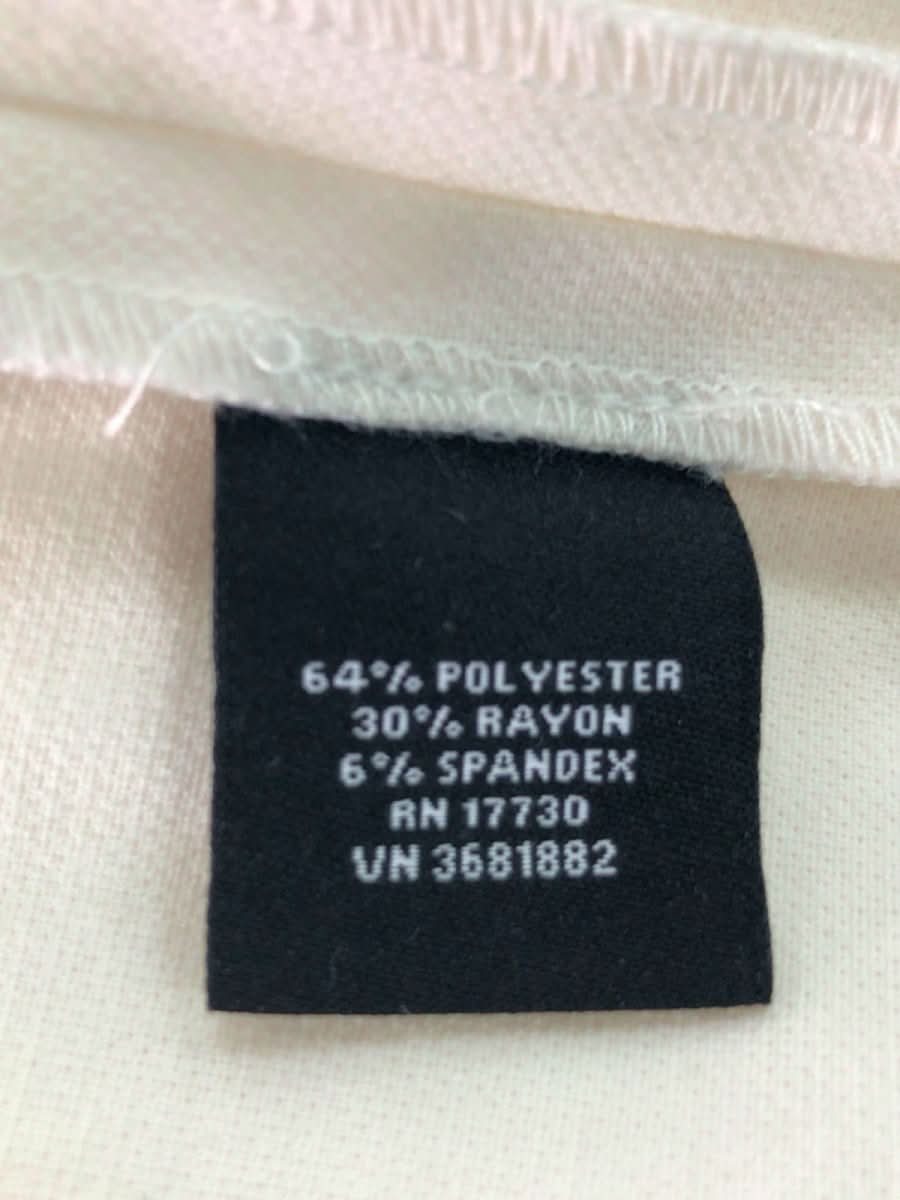 64% POLYESTER
30% RAYON
6% SPANDEX
RN 17730
VN 3681882